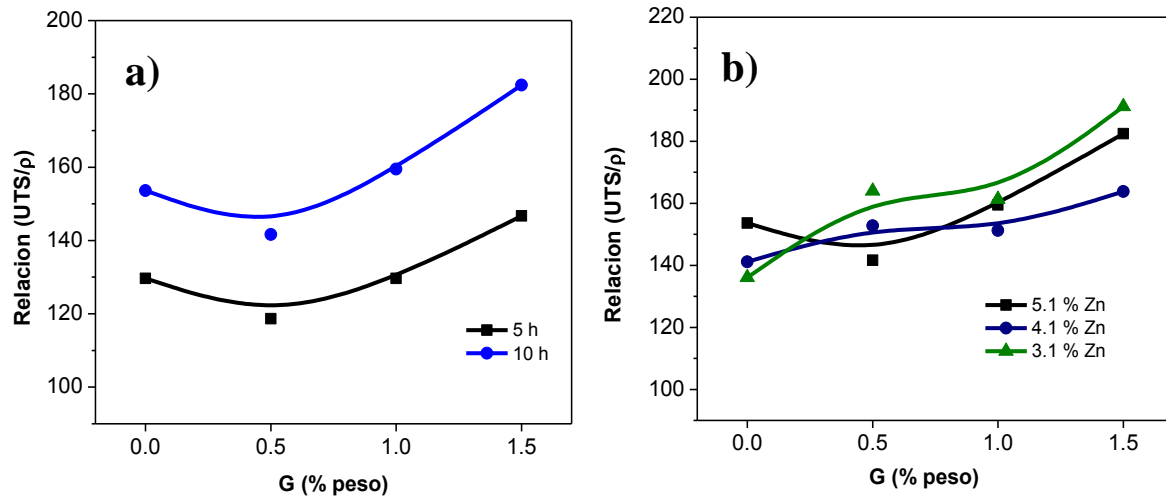 a)
Relacion (UTS/ρ)
200
180
160
140
120
100
0.0 0.5 1.0 1.5
G (% peso)
5 h
10 h
b)
Relacion (UTS/ρ)
220
200
180
160
140
120
100
0.0 0.5 1.0 1.5
G (% peso)
5.1 % Zn
4.1 % Zn
3.1 % Zn